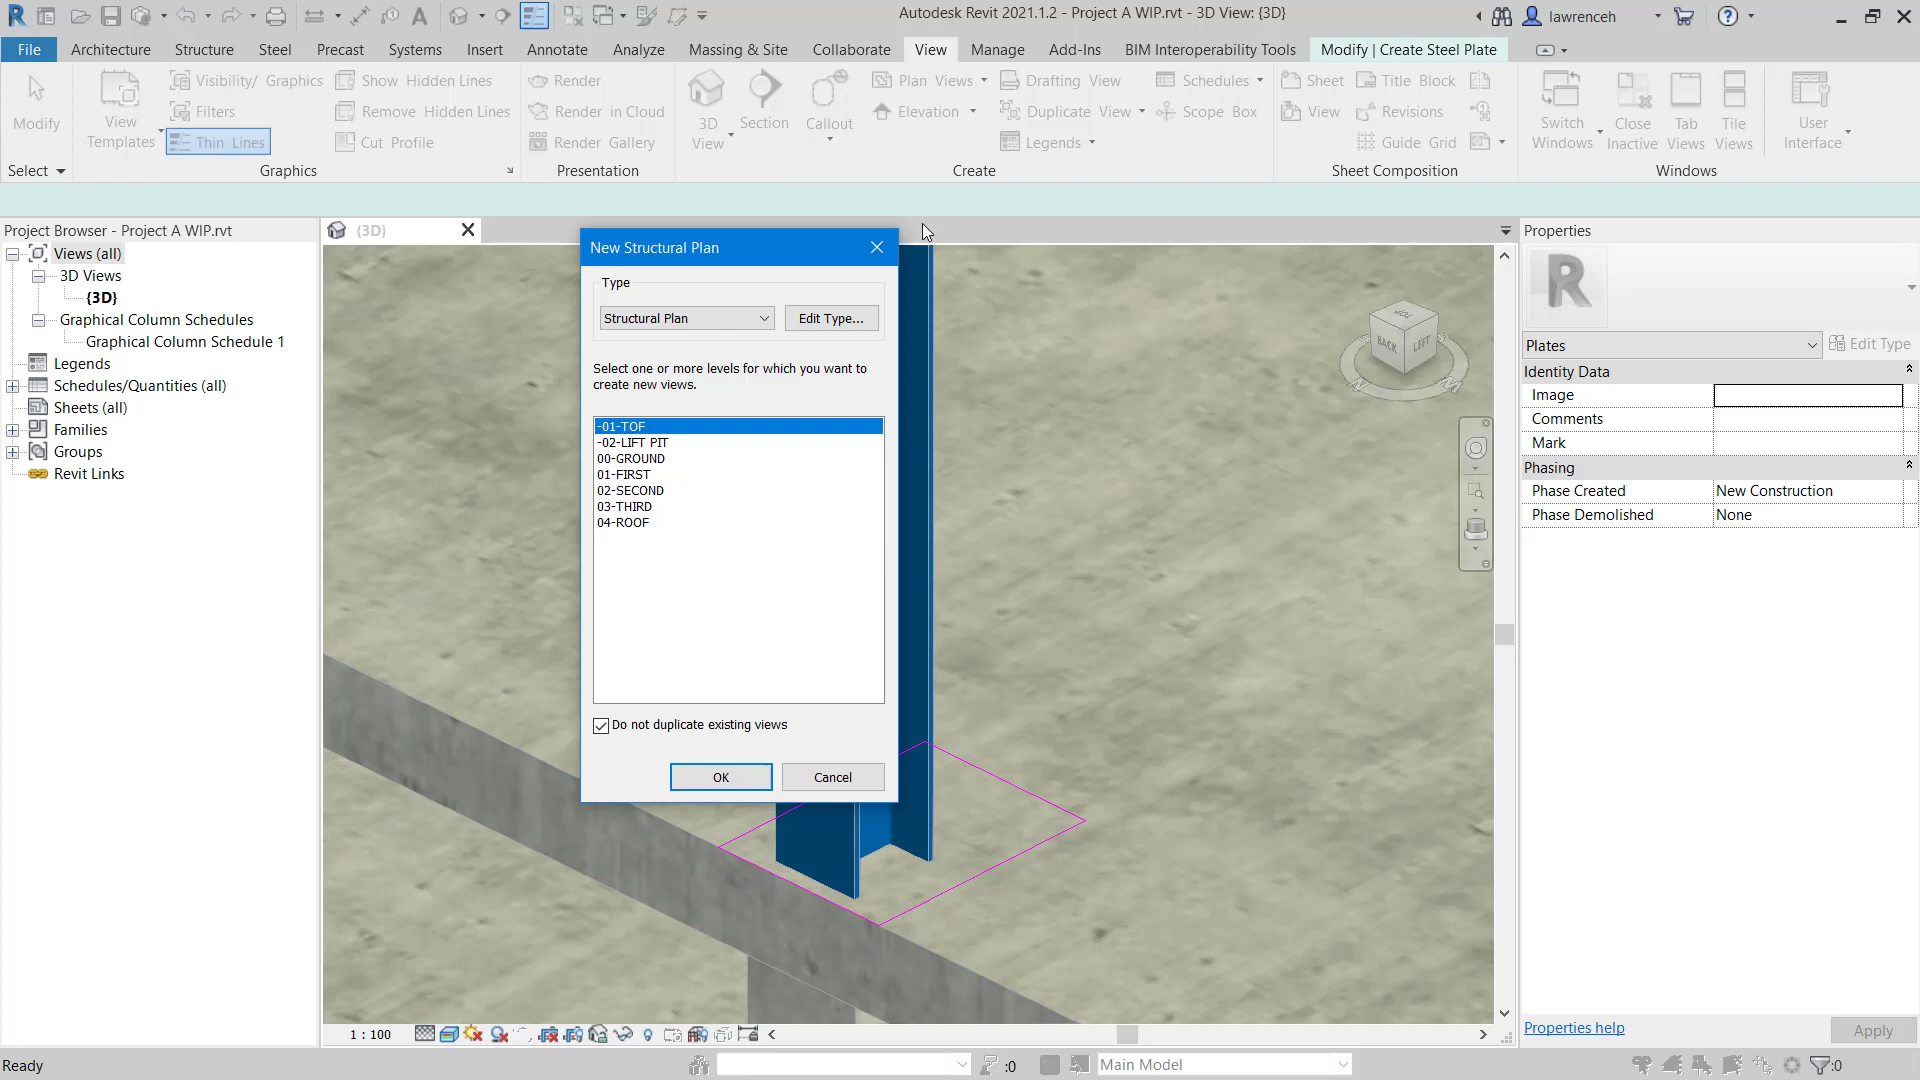 Autodesk Revit 2021.1.2 - Project A WIP.rvt - 3D View: {3D}
lawrenceh
File
Architecture
Structure
Steel
Precast
Systems
Insert
Annotate
Analyze
Massing & Site
Collaborate
View
Manage
Add-Ins
BIM Interoperability Tools
Modify | Create Steel Plate
Modify
View
Templates
Visibility/ Graphics
Filters
Thin Lines
Show Hidden Lines
Remove Hidden Lines
Cut Profile
Render
Render in Cloud
Render Gallery
3D
View
Section
Callout
Plan Views
Elevation
Drafting View
Duplicate View
Legends
Schedules
Scope Box
Sheet
View
Title Block
Revisions
Guide Grid
Switch
Windows
Close
Inactive
Tab
Views
Tile
Views
User
Interface
Select
Graphics
Presentation
Create
Sheet Composition
Windows
Project Browser - Project A WIP.rvt
Views (all)
3D Views
{3D}
Graphical Column Schedules
Graphical Column Schedule 1
Legends
Schedules/Quantities (all)
Sheets (all)
Families
Groups
Revit Links
{3D}
New Structural Plan
Type
Structural Plan
Edit Type...
Select one or more levels for which you want to
create new views.
-01-TOF
-02-LIFT PIT
00-GROUND
01-FIRST
02-SECOND
03-THIRD
04-ROOF
Do not duplicate existing views
OK
Cancel
TOP
BACK
LEFT
N
Properties
R
Plates
Edit Type
Identity Data
Image
Comments
Mark
Phasing
Phase Created
New Construction
Phase Demolished
None
Properties help
Apply
1 : 100
Ready
:0
Main Model
:0